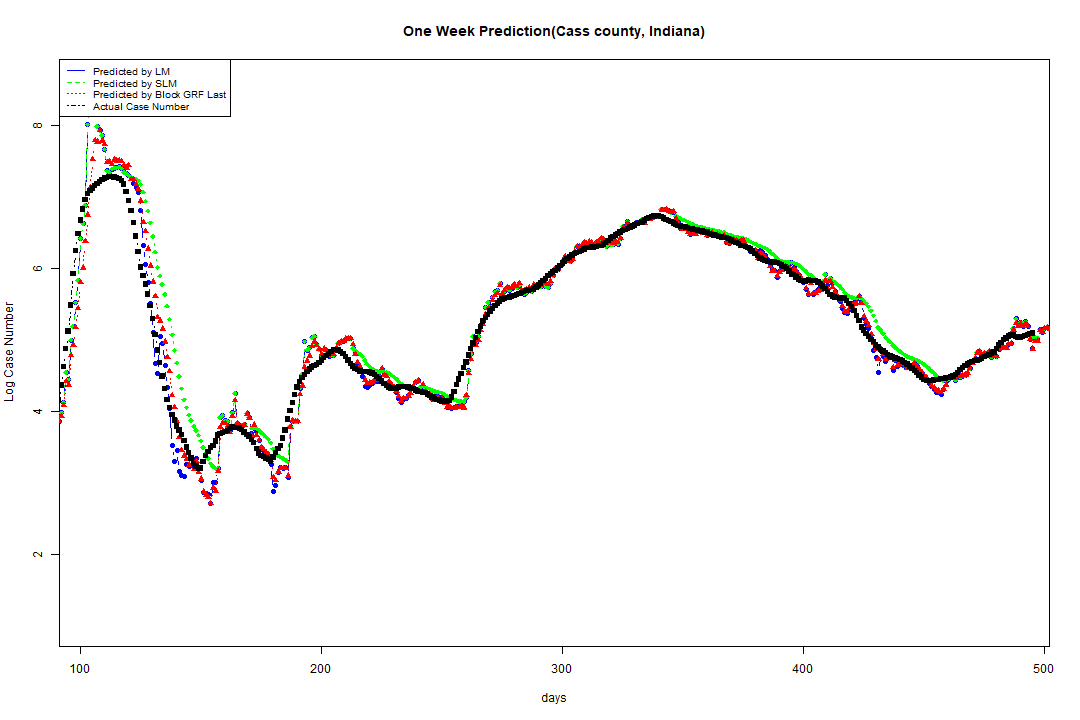 One Week Prediction(Cass county, Indiana)
Predicted by LM
Predicted by SLM
Predicted by Block GRF Last
Actual Case Number
Log Case Number
8
6
4
2
100 200 300 400 500
days